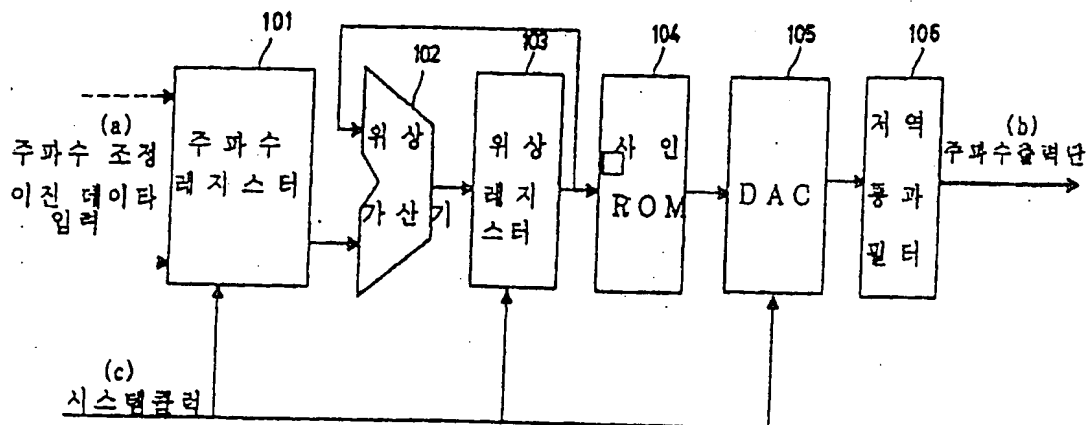 101
102
103
104
105
106
(a)
주파수 조정
이진 데이타
입력
주파수
레지스터
위상
가산기
위상
레지
스터
사인
ROM
DAC
저역
통과
필터
(b)
주파수출력단
(c)
시스템클럭